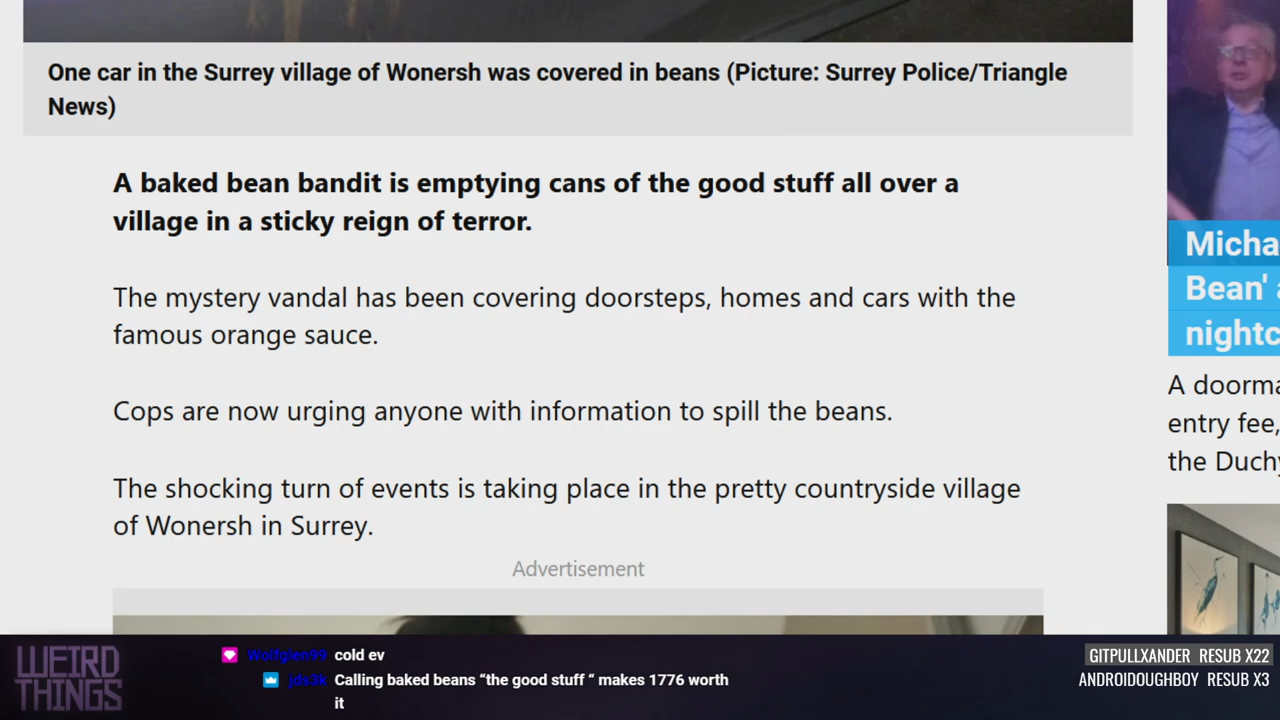 One car in the Surrey village of Wonersh was covered in beans (Picture: Surrey Police/Triangle
News)
A baked bean bandit is emptying cans of the good stuff all over a
village in a sticky reign of terror.
The mystery vandal has been covering doorsteps, homes and cars with the
famous orange sauce.
Cops are now urging anyone with information to spill the beans.
The shocking turn of events is taking place in the pretty countryside village
of Wonersh in Surrey.
Advertisement
Micha
Bean' a
nightc
A doorma
entry fee,
the Duchy
WEIRD
THINGS
Wolfglen99 cold ev
jds3k Calling baked beans “the good stuff “ makes 1776 worth
it
GITPULLXANDER RESUB X22
ANDROIDOUGHBOY RESUB X3